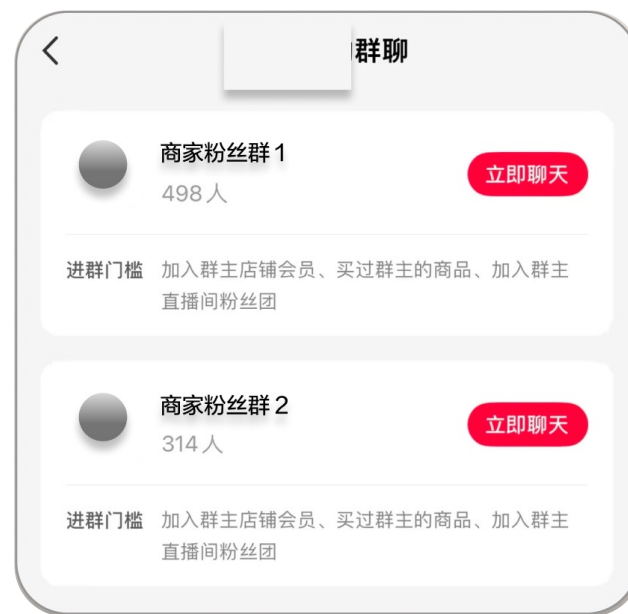 群聊
商家粉丝群 1
498人
立即聊天
进群门槛 加入群主店铺会员、买过群主的商品、加入群主
直播间粉丝团
商家粉丝群 2
314人
立即聊天
进群门槛 加入群主店铺会员、买过群主的商品、加入群主
直播间粉丝团